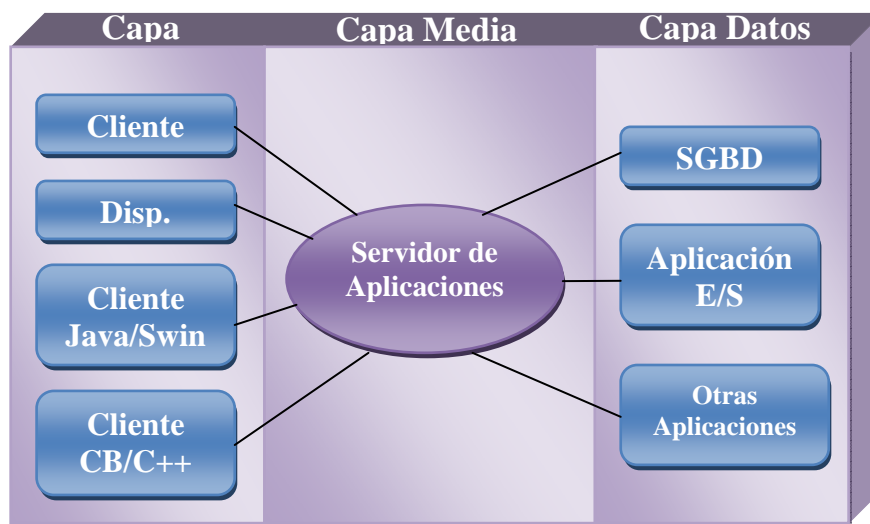 Capa
Capa Media
Capa Datos
Cliente
Disp.
Cliente
Java/Swin
Cliente
CB/C++
Servidor de
Aplicaciones
SGBD
Aplicación
E/S
Otras
Aplicaciones